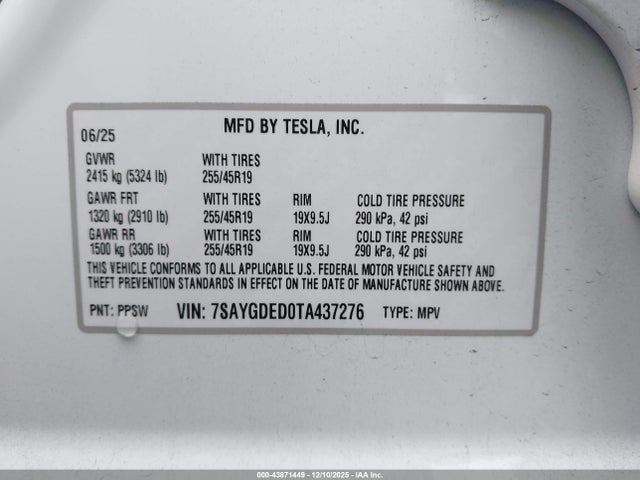 06/25
MFD BY TESLA, INC.
GVWR WITH TIRES
2415 kg (5324 lb) 255/45R19
GAWR FRT WITH TIRES RIM COLD TIRE PRESSURE
1320 kg (2910 lb) 255/45R19 19X9.5J 290 kPa, 42 psi
GAWR RR WITH TIRES RIM COLD TIRE PRESSURE
1500 kg (3306 lb) 255/45R19 19X9.5J 290 kPa, 42 psi
THIS VEHICLE CONFORMS TO ALL APPLICABLE U.S. FEDERAL MOTOR VEHICLE SAFETY AND
THEFT PREVENTION STANDARDS IN EFFECT ON THE DATE OF MANUFACTURE SHOWN ABOVE.
PNT: PPSW VIN: 7SAYGDED0TA437276 TYPE: MPV
000-43871449 - 12/10/2025 - IAA Inc.